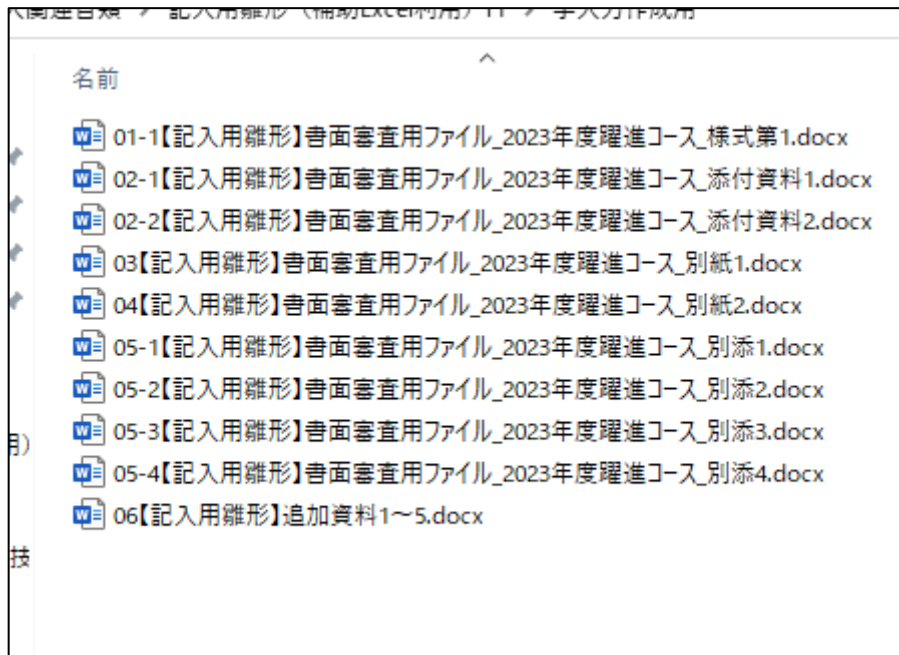 記入用雛形（補助Excel利用）
名前
01-1【記入用雛形】書面審査用ファイル_2023年度躍進コース_様式第1.docx
02-1【記入用雛形】書面審査用ファイル_2023年度躍進コース_添付資料1.docx
02-2【記入用雛形】書面審査用ファイル_2023年度躍進コース_添付資料2.docx
03【記入用雛形】書面審査用ファイル_2023年度躍進コース_別紙1.docx
04【記入用雛形】書面審査用ファイル_2023年度躍進コース_別紙2.docx
05-1【記入用雛形】書面審査用ファイル_2023年度躍進コース_別添1.docx
05-2【記入用雛形】書面審査用ファイル_2023年度躍進コース_別添2.docx
05-3【記入用雛形】書面審査用ファイル_2023年度躍進コース_別添3.docx
用）
05-4【記入用雛形】書面審査用ファイル_2023年度躍進コース_別添4.docx
06【記入用雛形】追加資料1～5.docx
技